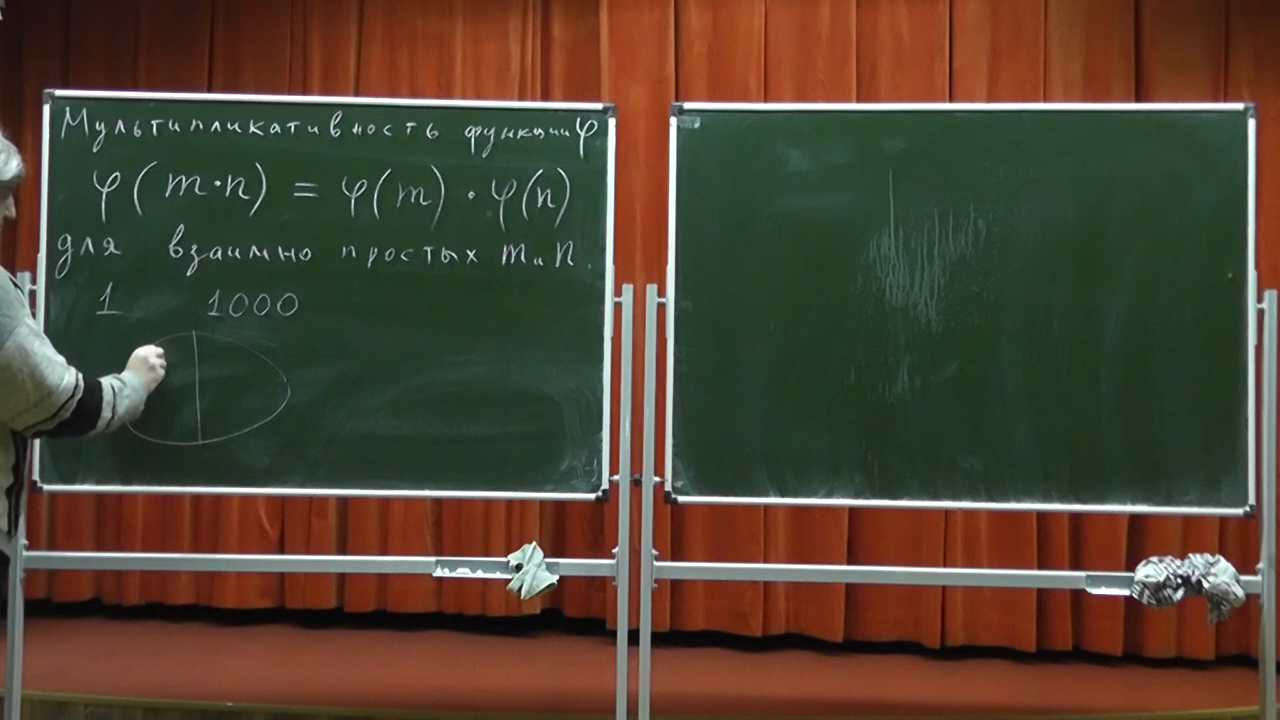 Мультипликативность функции φ
φ(m·n) = φ(m)·φ(n)
для взаимно простых m и n
1 1000